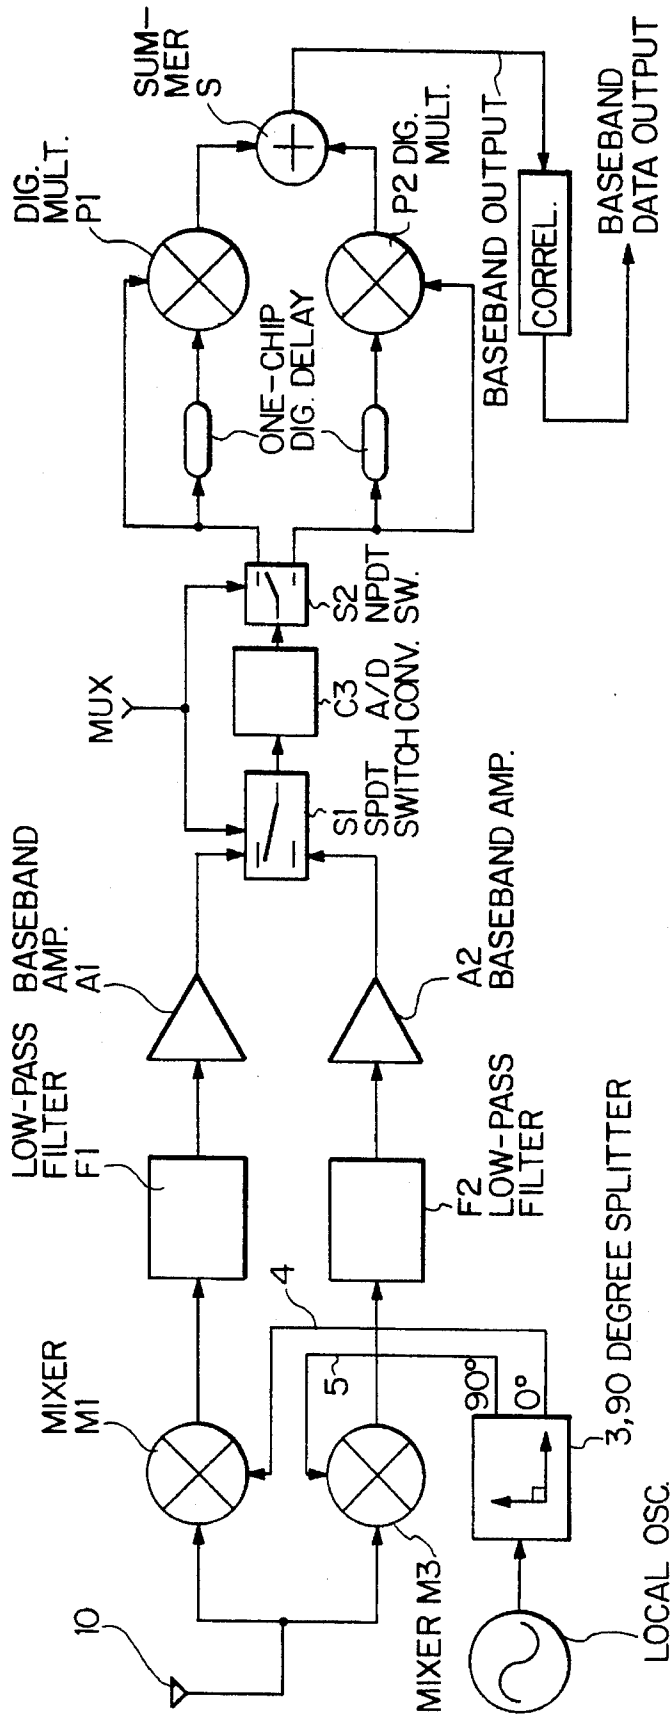 10
MIXER
M1
LOW-PASS
FILTER
F1
BASEBAND
AMP.
A1
MUX
DIG.
MULT.
P1
SUM-
MER
S
ONE-CHIP
DIG. DELAY
4
5
90°
0°
MIXER M3
F2
LOW-PASS
FILTER
A2
BASEBAND AMP.
S1
SPDT
SWITCH
C3
A/D
CONV.
S2
NPDT
SW.
P2 DIG.
MULT.
BASEBAND OUTPUT
CORREL.
BASEBAND
DATA OUTPUT
LOCAL OSC.
3,90 DEGREE SPLITTER